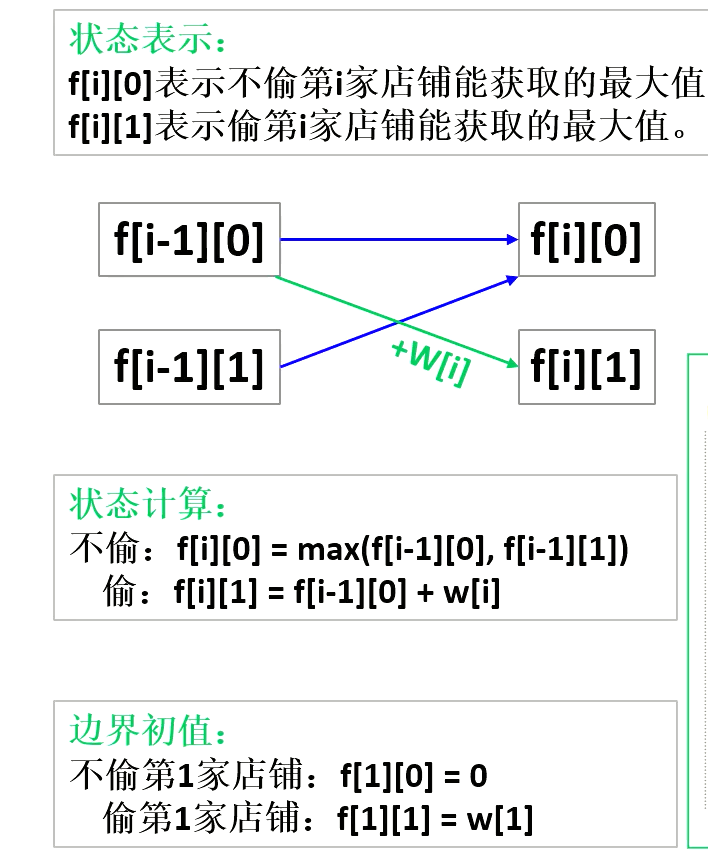 状态表示：
f[i][0]表示不偷第i家店铺能获取的最大值
f[i][1]表示偷第i家店铺能获取的最大值。
f[i-1][0]
f[i][0]
f[i-1][1]
+W[i]
f[i][1]
状态计算：
不偷：f[i][0] = max(f[i-1][0], f[i-1][1])
偷：f[i][1] = f[i-1][0] + w[i]
边界初值：
不偷第1家店铺：f[1][0] = 0
偷第1家店铺：f[1][1] = w[1]